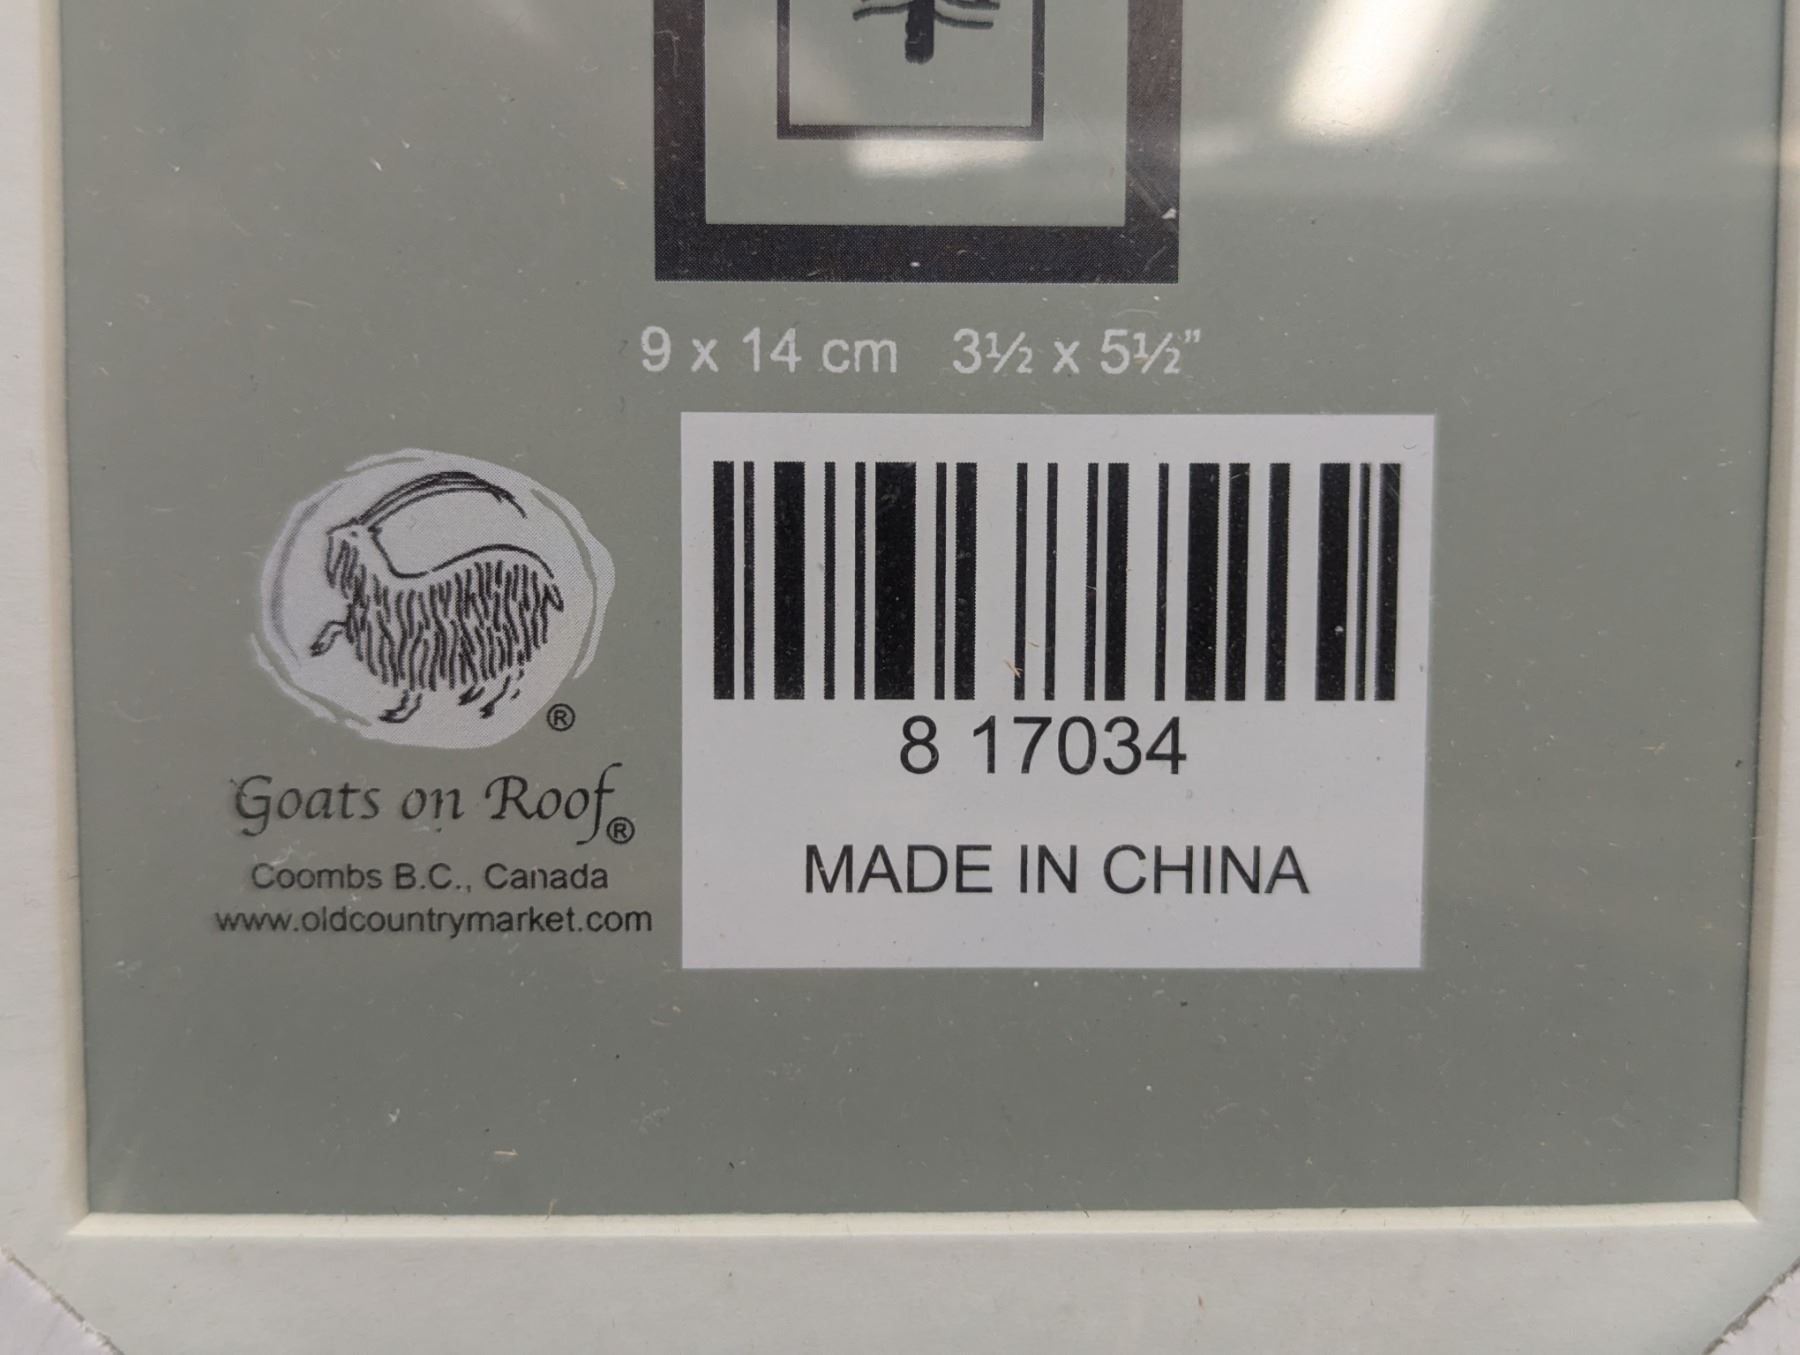 9 x 14 cm 3½ x 5½”
8 17034
MADE IN CHINA
®
Goats on Roof®
Coombs B.C., Canada
www.oldcountrymarket.com